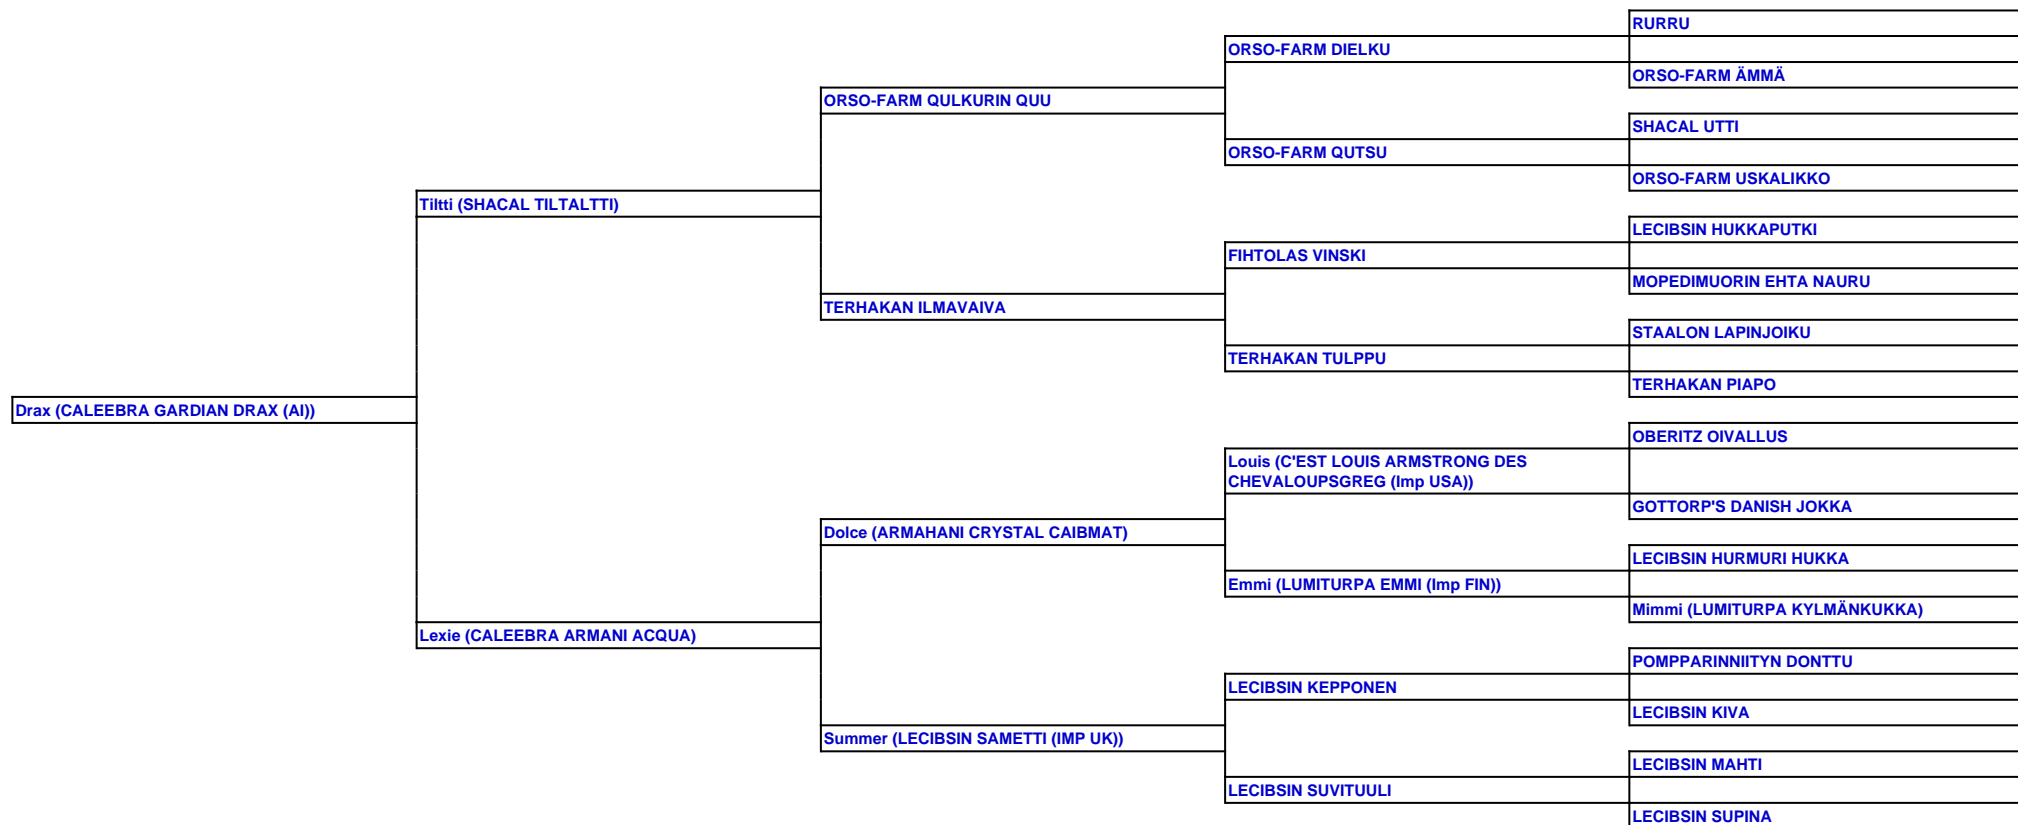 RURRU
ORSO-FARM DIELKU
ORSO-FARM ÄMMÄ
ORSO-FARM QULKURIN QUU
SHACAL UTTI
ORSO-FARM QUTSU
ORSO-FARM USKALIKKO
Tiltti (SHACAL TILTALTTI)
LECIBSIN HUKKAPUTKI
FIHTOLAS VINSKI
MOPEDIMUORIN EHTA NAURU
TERHAKAN ILMAVAIVA
STAALON LAPINJOIKU
TERHAKAN TULPPU
TERHAKAN PIAPO
Drax (CALEEBRA GARDIAN DRAX (AI))
OBERITZ OIVALLUS
Louis (C'EST LOUIS ARMSTRONG DES
CHEVALOUPSGREG (Imp USA))
GOTTORP'S DANISH JOKKA
Dolce (ARMAHANI CRYSTAL CAIBMAT)
LECIBSIN HURMURI HUKKA
Emmi (LUMITURPA EMMI (Imp FIN))
Mimmi (LUMITURPA KYLMÄNKUKKA)
Lexie (CALEEBRA ARMANI ACQUA)
POMPPARINNIITYN DONTTU
LECIBSIN KEPPONEN
LECIBSIN KIVA
Summer (LECIBSIN SAMETTI (IMP UK))
LECIBSIN MAHTI
LECIBSIN SUVITUULI
LECIBSIN SUPINA